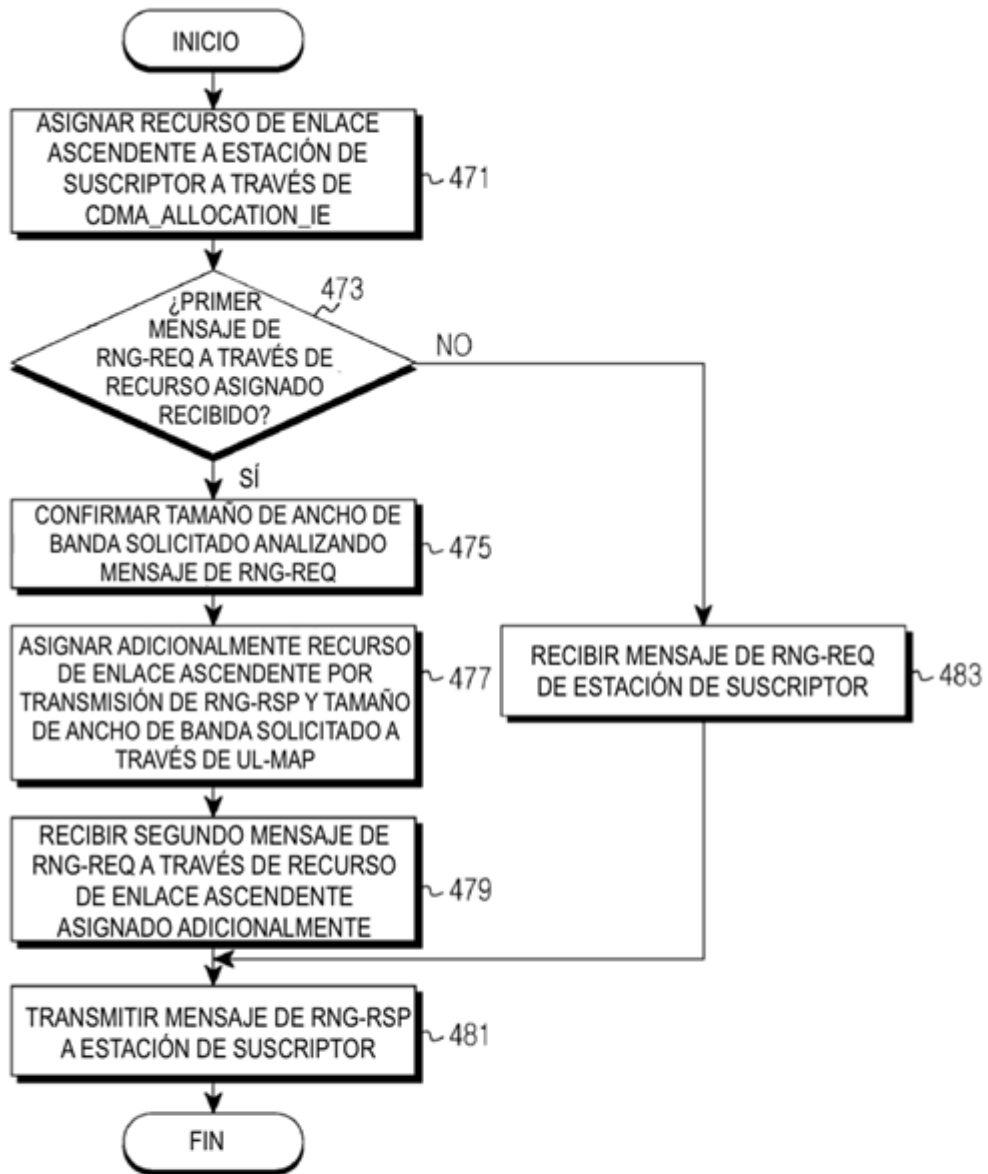 INICIO
ASIGNAR RECURSO DE ENLACE
ASCENDENTE A ESTACIÓN DE
SUSCRIPTOR A TRAVÉS DE
CDMA_ALLOCATION_IE
471
473
¿PRIMER
MENSAJE DE
RNG-REQ A TRAVÉS DE
RECURSO ASIGNADO
RECIBIDO?
NO
SÍ
CONFIRMAR TAMAÑO DE ANCHO DE
BANDA SOLICITADO ANALIZANDO
MENSAJE DE RNG-REQ
475
ASIGNAR ADICIONALMENTE RECURSO
DE ENLACE ASCENDENTE POR
TRANSMISIÓN DE RNG-RSP Y TAMAÑO
DE ANCHO DE BANDA SOLICITADO A
TRAVÉS DE UL-MAP
477
RECIBIR MENSAJE DE RNG-REQ
DE ESTACIÓN DE SUSCRIPTOR
483
RECIBIR SEGUNDO MENSAJE DE
RNG-REQ A TRAVÉS DE RECURSO
DE ENLACE ASCENDENTE
ASIGNADO ADICIONALMENTE
479
TRANSMITIR MENSAJE DE RNG-RSP
A ESTACIÓN DE SUSCRIPTOR
481
FIN